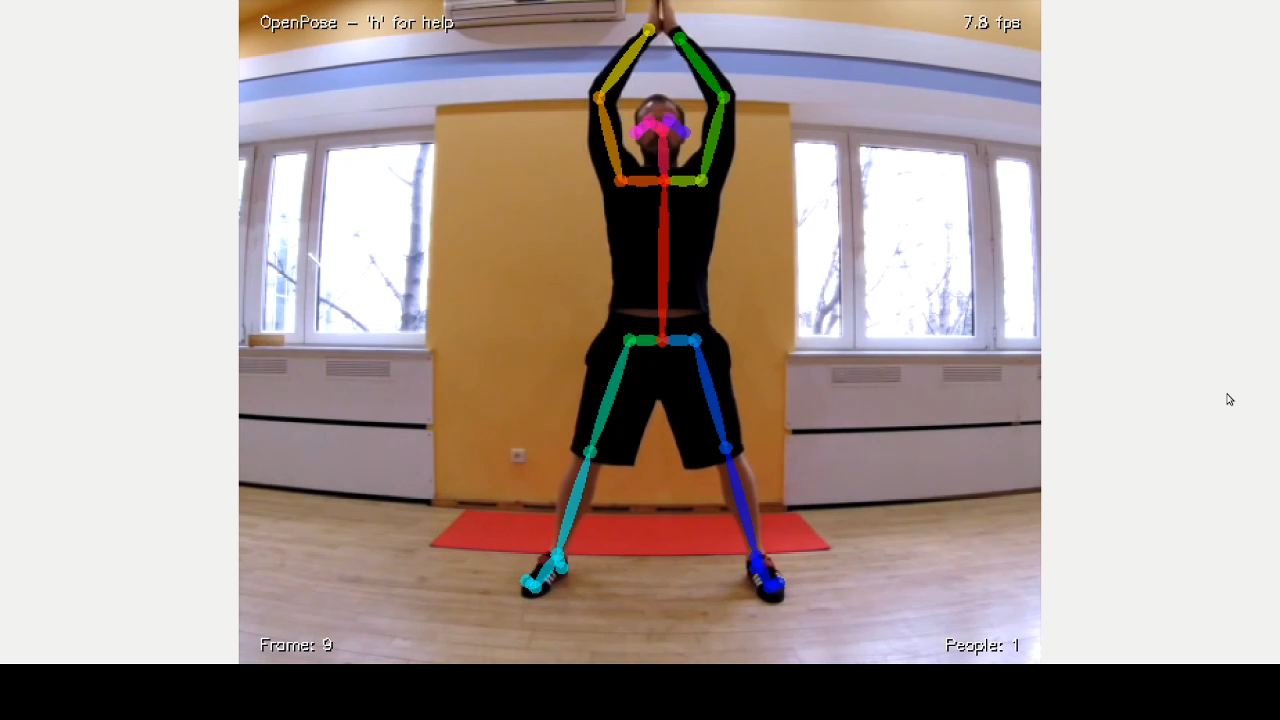 OpenPose - 'h' for help
7.8 fps
Frame: 9
People: 1